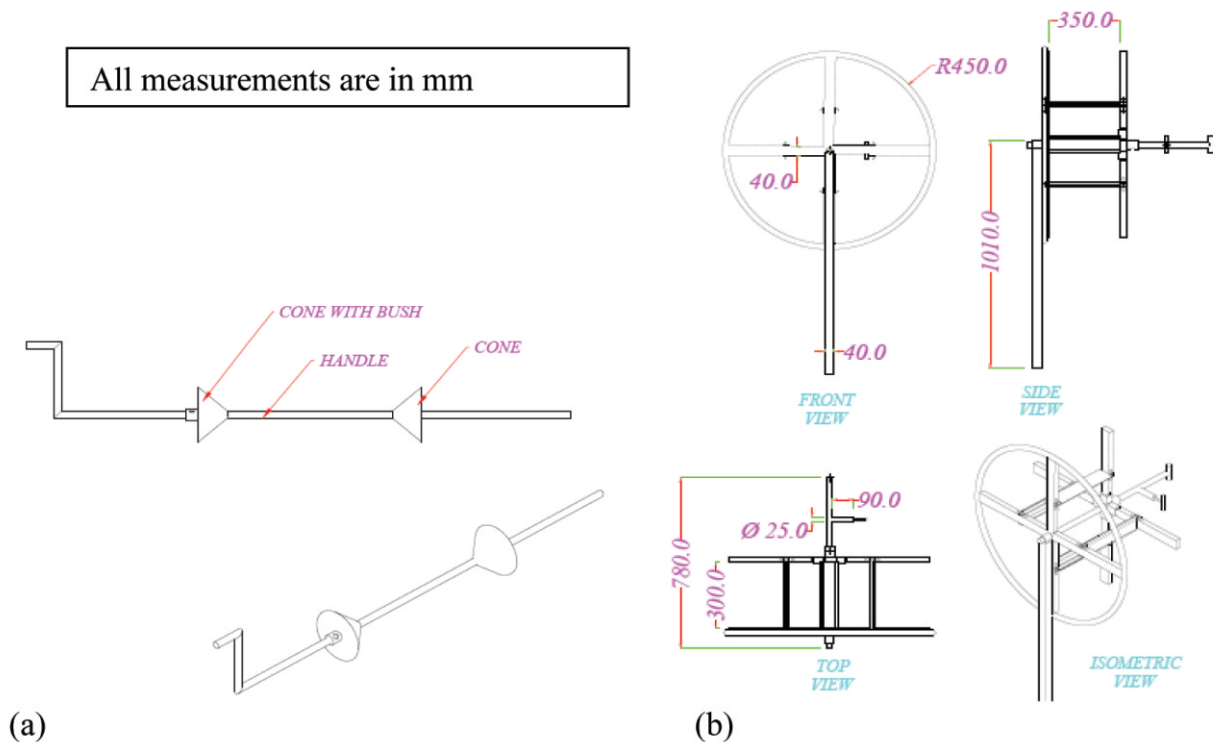 All measurements are in mm
CONE WITH BUSH
HANDLE
CONE
(a)
350.0
R450.0
40.0
1010.0
40.0
FRONT
VIEW
SIDE
VIEW
90.0
Ø 25.0
780.0
300.0
TOP
VIEW
ISOMETRIC
VIEW
(b)